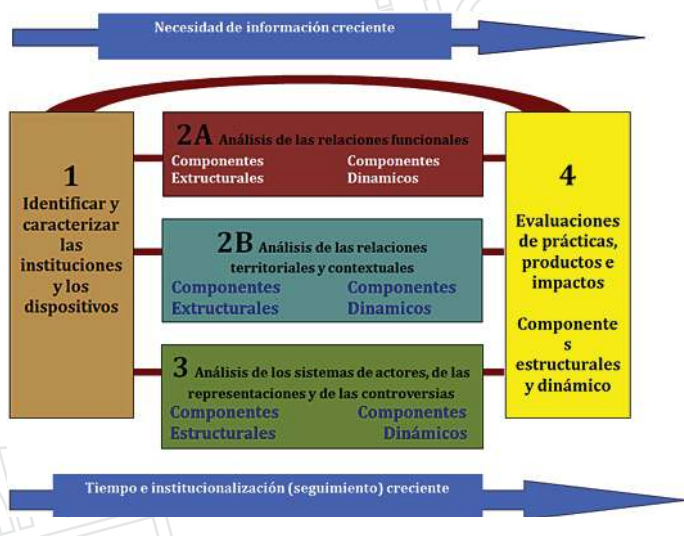 Necesidad de información creciente
1
Identificar y
caracterizar
las
instituciones
y los
dispositivos
2A Análisis de las relaciones funcionales
Componentes Componentes
Estructurales Dinamicos
2B Análisis de las relaciones
territoriales y contextuales
Componentes Componentes
Extructurales Dinamicos
3 Análisis de los sistemas de actores, de las
representaciones y de las controversias
Componentes Componentes
Estructurales Dinámicos
4
Evaluaciones
de prácticas,
productos e
impactos
Componente
s
estructurales
y dinámico
Tiempo e institucionalización (seguimiento) creciente